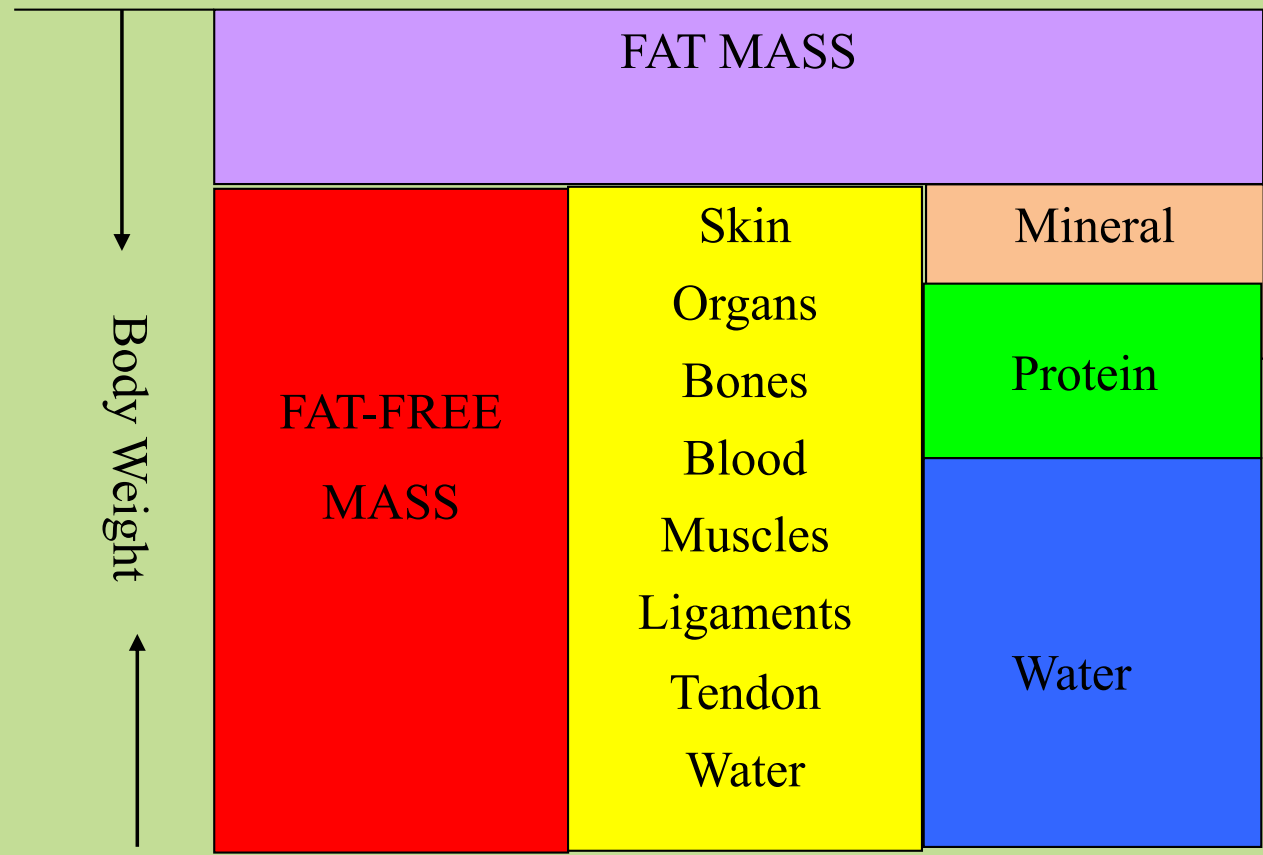 FAT MASS
Body Weight
FAT-FREE
MASS
Skin
Organs
Bones
Blood
Muscles
Ligaments
Tendon
Water
Mineral
Protein
Water